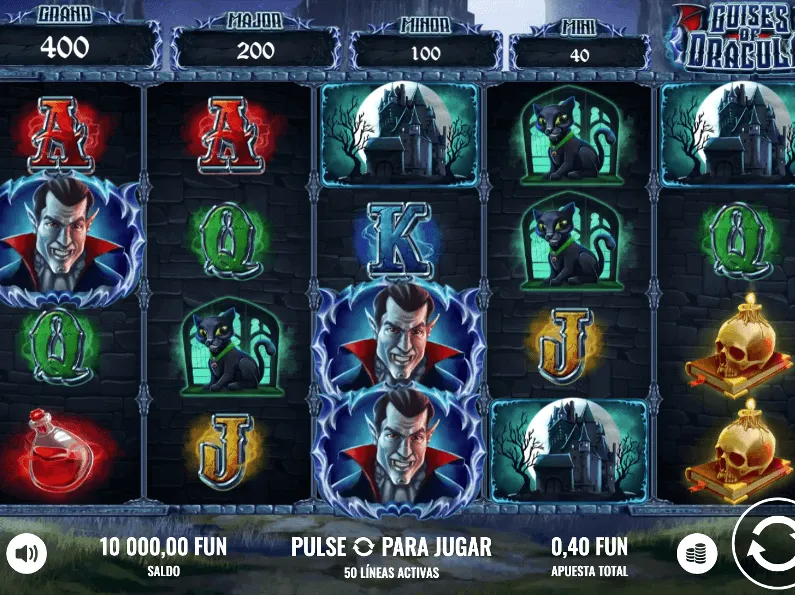 GRAND
400
MAJOR
200
MINOR
100
MINI
40
GUISES
OF
DRACULA
A
A
Q
K
Q
Q
J
J
10 000,00 FUN
SALDO
PULSE PARA JUGAR
50 LÍNEAS ACTIVAS
0,40 FUN
APUESTA TOTAL